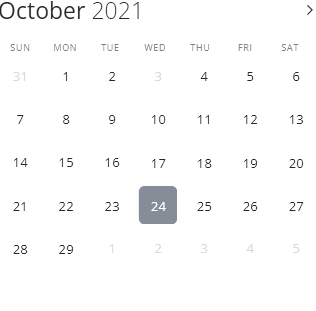 October 2021
SUN MON TUE WED THU FRI SAT
31 1 2 3 4 5 6
7 8 9 10 11 12 13
14 15 16 17 18 19 20
21 22 23 24 25 26 27
28 29 1 2 3 4 5